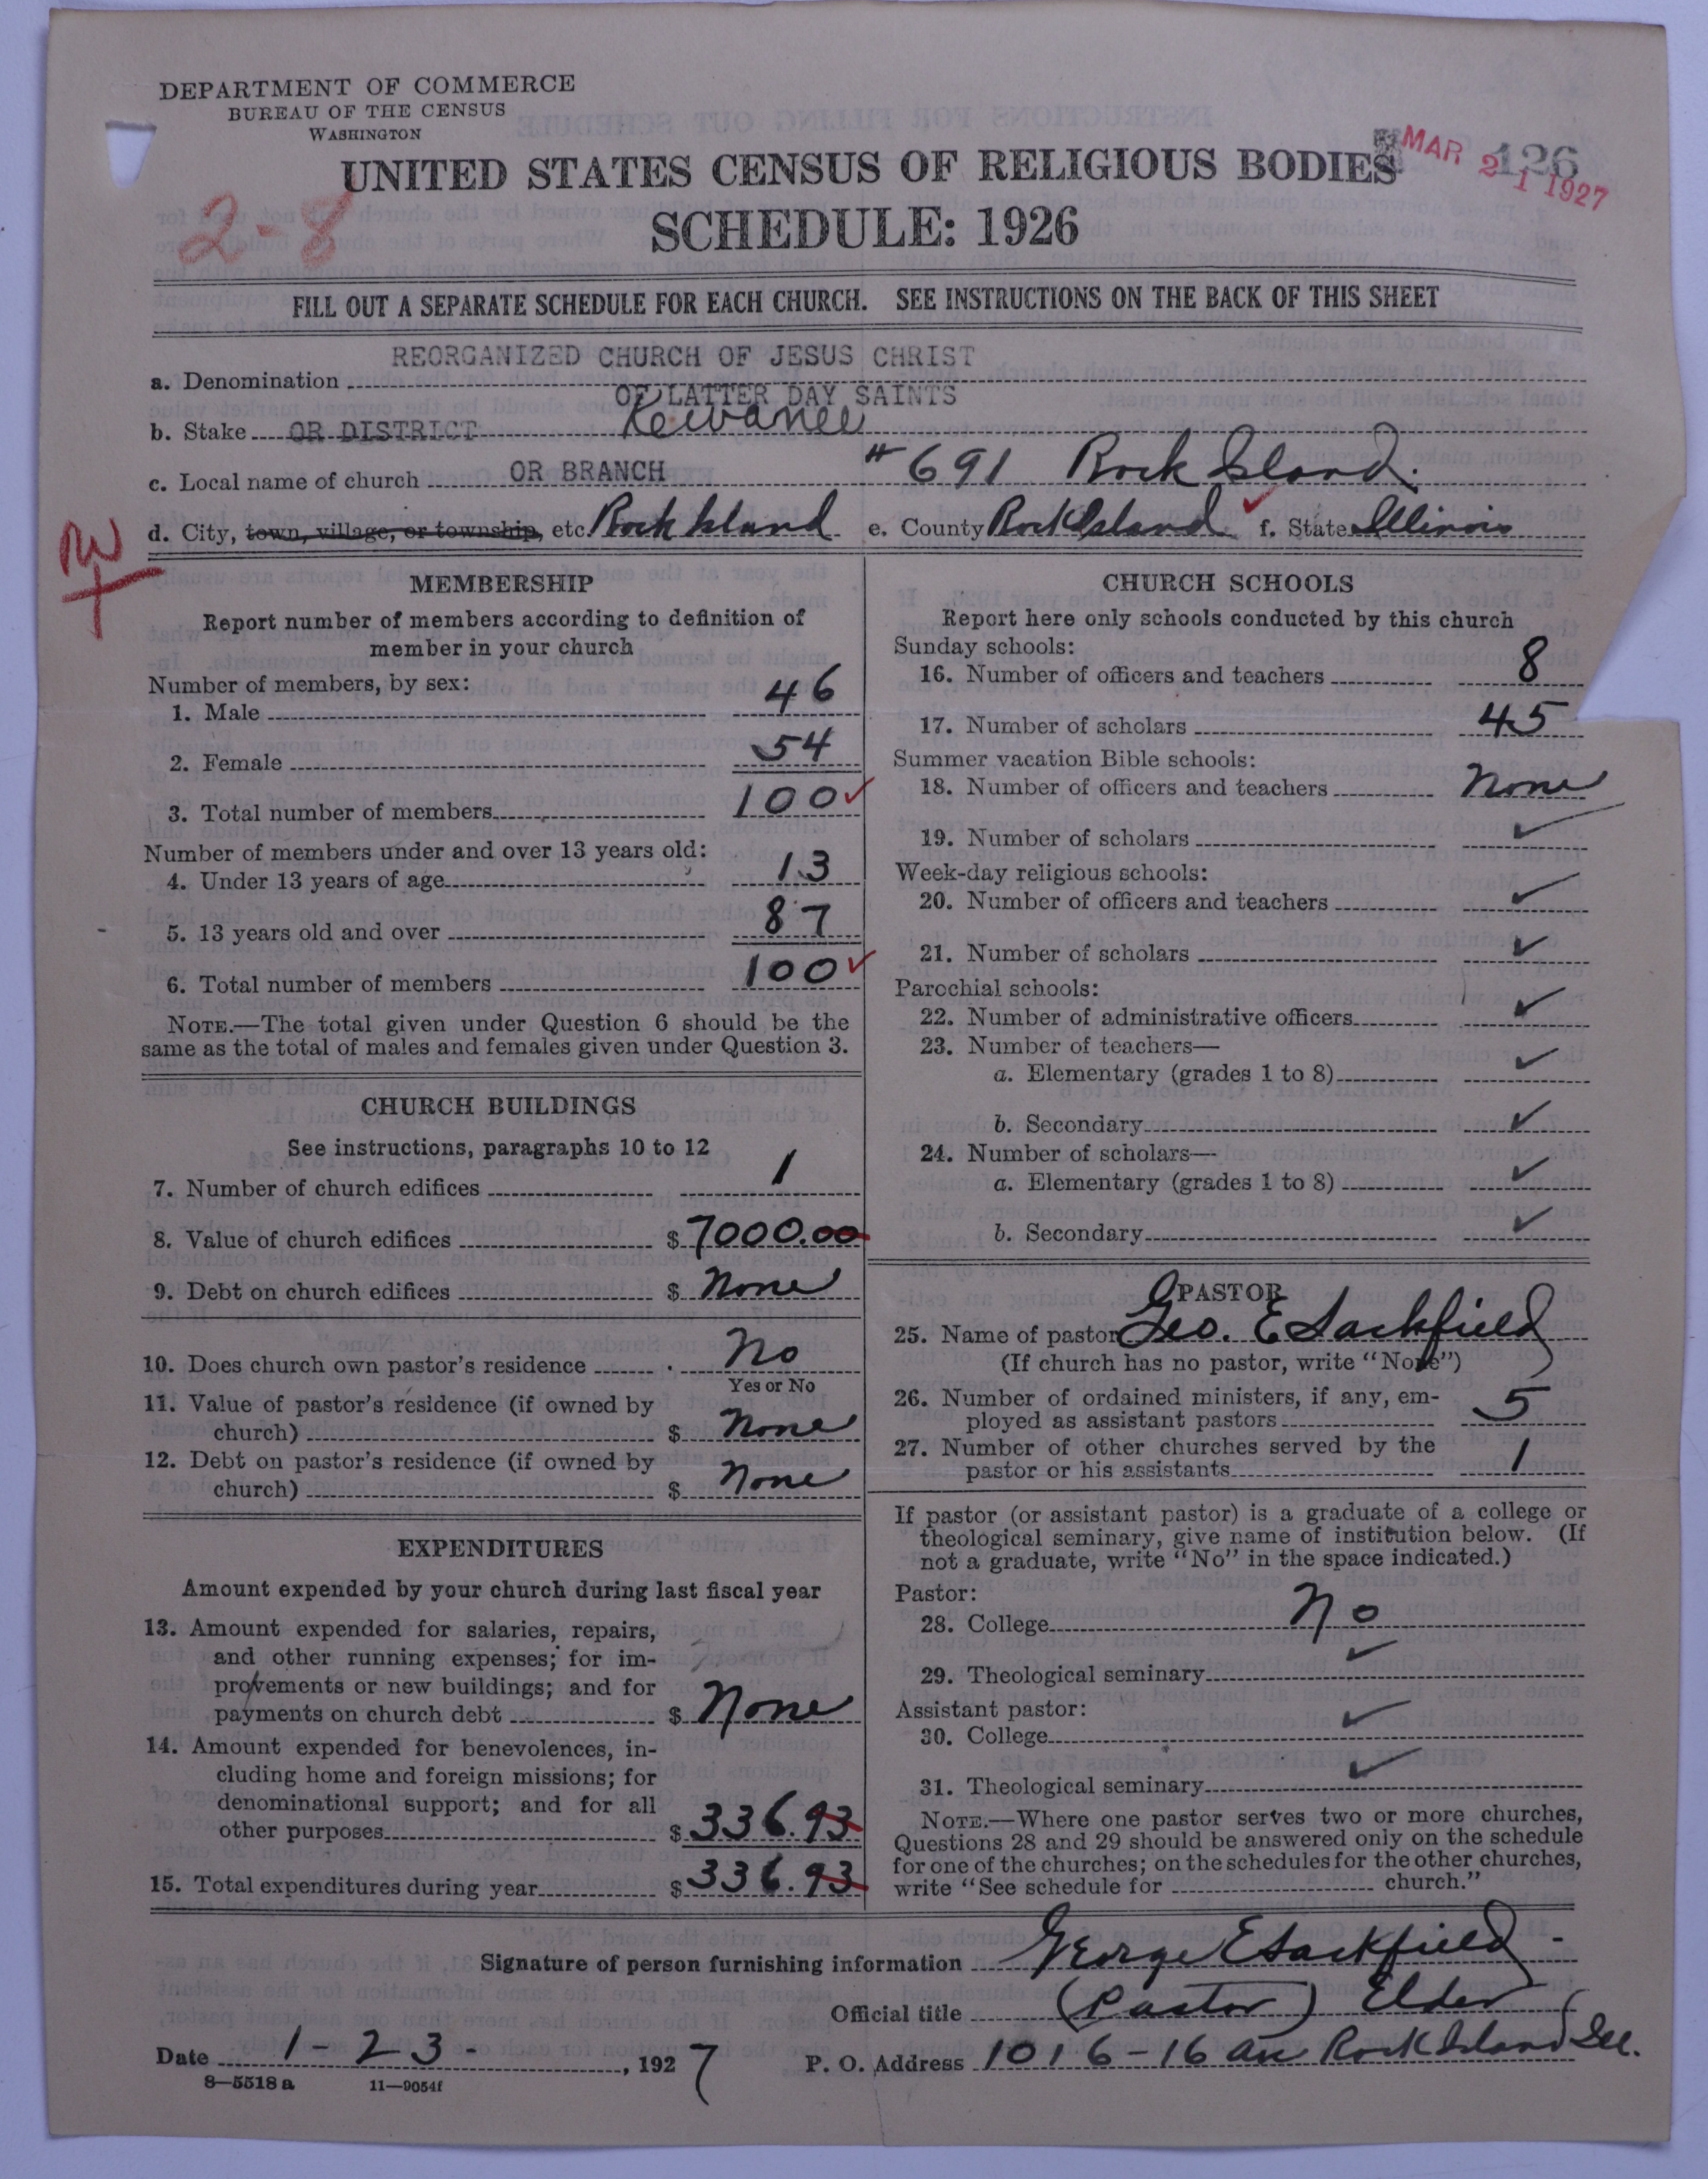 DEPARTMENT OF COMMERCE
BUREAU OF THE CENSUS
WASHINGTON
UNITED STATES CENSUS OF RELIGIOUS BODIES
126
MAR 21 1927
2-8
SCHEDULE: 1926
FILL OUT A SEPARATE SCHEDULE FOR EACH CHURCH. SEE INSTRUCTIONS ON THE BACK OF THIS SHEET
REORGANIZED CHURCH OF JESUS CHRIST
a. Denomination
OF LATTER DAY SAINTS
b. Stake OR DISTRICT Kewanee
c. Local name of church OR BRANCH #691 Rock Island.
d. City, town, village, or township, etc Rock Island e. County Rock Island f. State Illinois
MEMBERSHIP
Report number of members according to definition of
member in your church
Number of members, by sex:
1. Male 46
2. Female 54
3. Total number of members 100
Number of members under and over 13 years old:
4. Under 13 years of age 13
5. 13 years old and over 87
6. Total number of members 100
NOTE.—The total given under Question 6 should be the
same as the total of males and females given under Question 3.
CHURCH BUILDINGS
See instructions, paragraphs 10 to 12
7. Number of church edifices 1
8. Value of church edifices $ 7000.00
9. Debt on church edifices $ None
10. Does church own pastor's residence No
Yes or No
11. Value of pastor's residence (if owned by
church) $ None
12. Debt on pastor's residence (if owned by
church) $ None
EXPENDITURES
Amount expended by your church during last fiscal year
13. Amount expended for salaries, repairs,
and other running expenses; for im-
provements or new buildings; and for
payments on church debt $ None
14. Amount expended for benevolences, in-
cluding home and foreign missions; for
denominational support; and for all
other purposes $ 336.93
15. Total expenditures during year $ 336.93
CHURCH SCHOOLS
Report here only schools conducted by this church
Sunday schools:
16. Number of officers and teachers 8
17. Number of scholars 45
Summer vacation Bible schools:
18. Number of officers and teachers None
19. Number of scholars ✓
Week-day religious schools:
20. Number of officers and teachers ✓
21. Number of scholars ✓
Parochial schools:
22. Number of administrative officers ✓
23. Number of teachers—
a. Elementary (grades 1 to 8) ✓
b. Secondary ✓
24. Number of scholars—
a. Elementary (grades 1 to 8) ✓
b. Secondary ✓
PASTOR
25. Name of pastor Geo. E Sackfield
(If church has no pastor, write "None")
26. Number of ordained ministers, if any, em-
ployed as assistant pastors 5
27. Number of other churches served by the
pastor or his assistants 1
If pastor (or assistant pastor) is a graduate of a college or
theological seminary, give name of institution below. (If
not a graduate, write "No" in the space indicated.)
Pastor:
28. College No
29. Theological seminary ✓
Assistant pastor:
30. College ✓
31. Theological seminary ✓
NOTE.—Where one pastor serves two or more churches,
Questions 28 and 29 should be answered only on the schedule
for one of the churches; on the schedules for the other churches,
write "See schedule for church."
Signature of person furnishing information George E Sackfield
Official title (Pastor) Elder
Date 1-23-, 1927 P. O. Address 1016-16 ave Rock Island Ill.
8—5518a 11—9054f